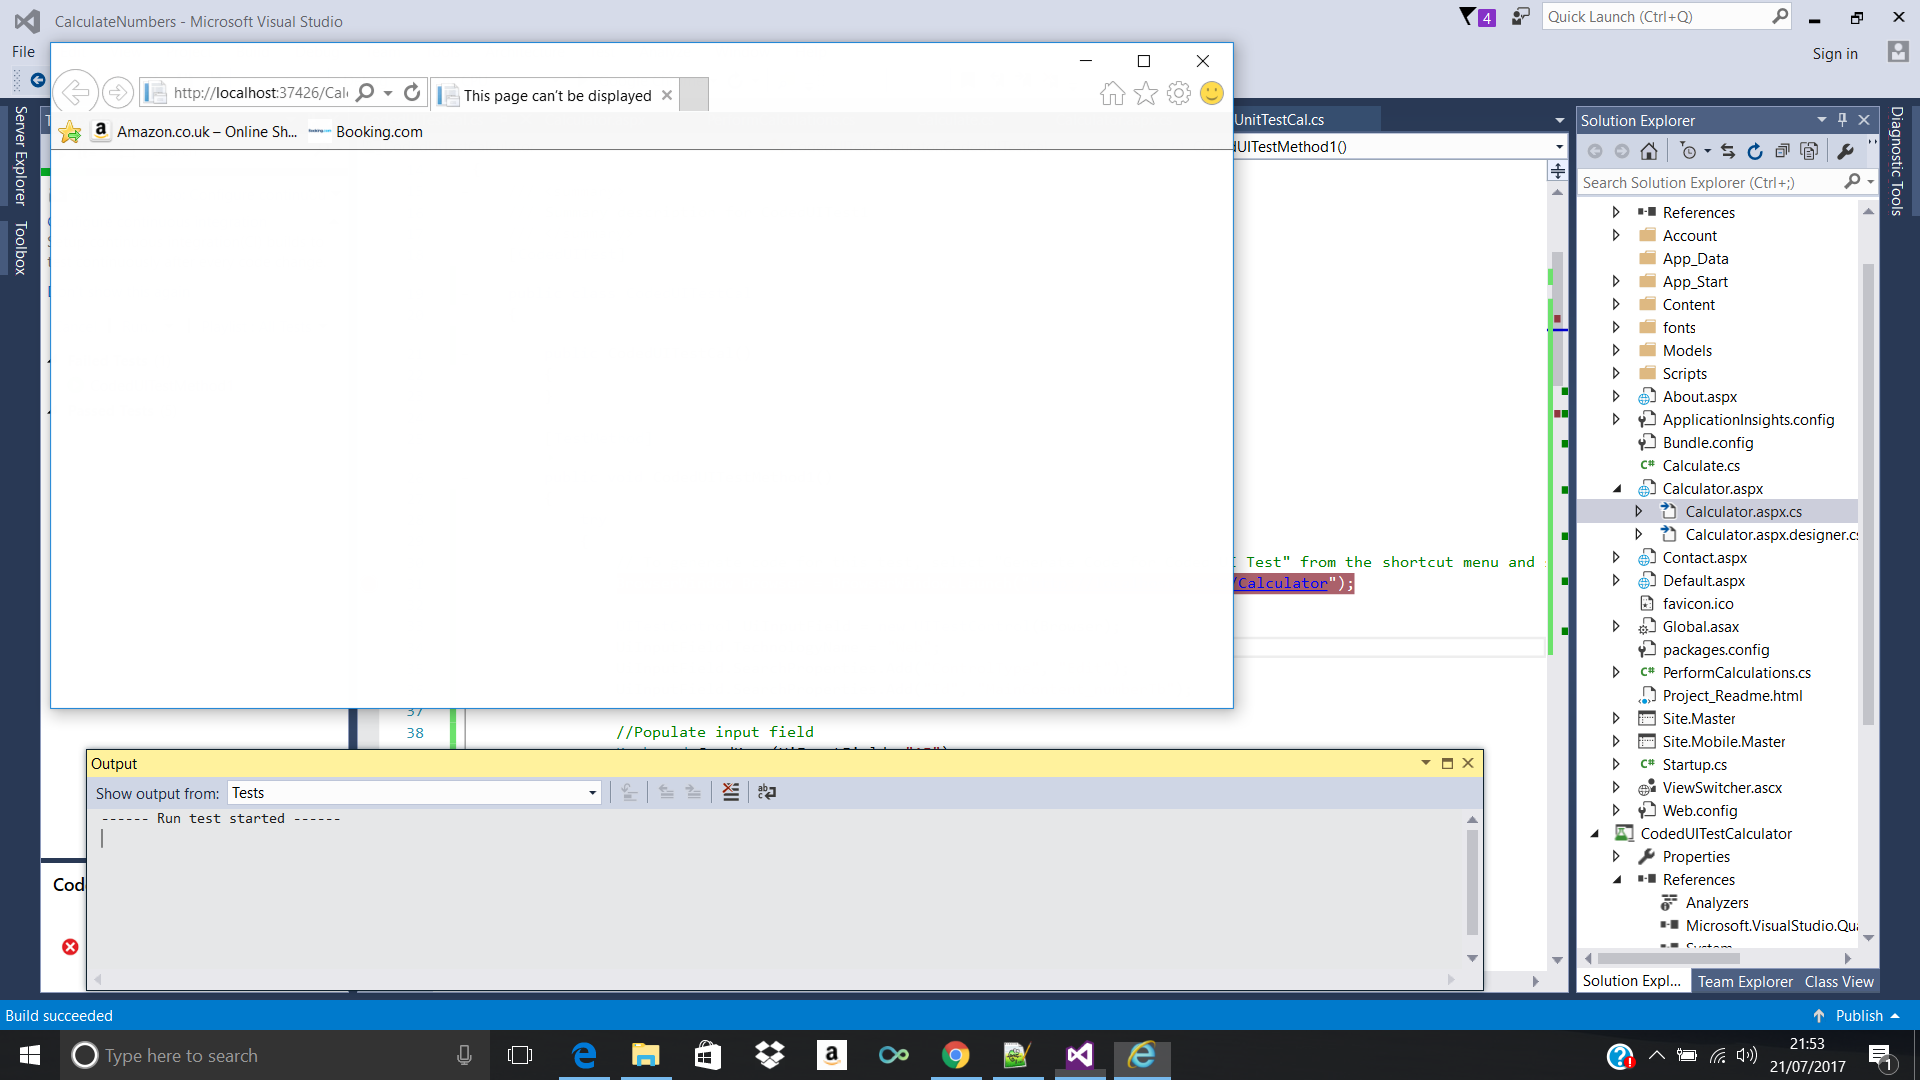 CalculateNumbers - Microsoft Visual Studio
4
Quick Launch (Ctrl+Q)
File
Sign in
http://localhost:37426/Cal
This page can't be displayed
Amazon.co.uk – Online Sh...
Booking.com
Server Explorer
Toolbox
UnitTestCal.cs
dUITestMethod1()
I Test" from the shortcut menu and
/Calculator");
37
38
//Populate input field
Output
Show output from:
Tests
------ Run test started ------
Code
Solution Explorer
Search Solution Explorer (Ctrl+;)
References
Account
App_Data
App_Start
Content
fonts
Models
Scripts
About.aspx
ApplicationInsights.config
Bundle.config
C# Calculate.cs
Calculator.aspx
Calculator.aspx.cs
Calculator.aspx.designer.cs
Contact.aspx
Default.aspx
favicon.ico
Global.asax
packages.config
C# PerformCalculations.cs
Project_Readme.html
Site.Master
Site.Mobile.Master
C# Startup.cs
ViewSwitcher.ascx
Web.config
CodedUITestCalculator
Properties
References
Analyzers
Microsoft.VisualStudio.Qua
System
Solution Expl...
Team Explorer
Class View
Diagnostic Tools
Build succeeded
Publish
Type here to search
21:53
21/07/2017
1